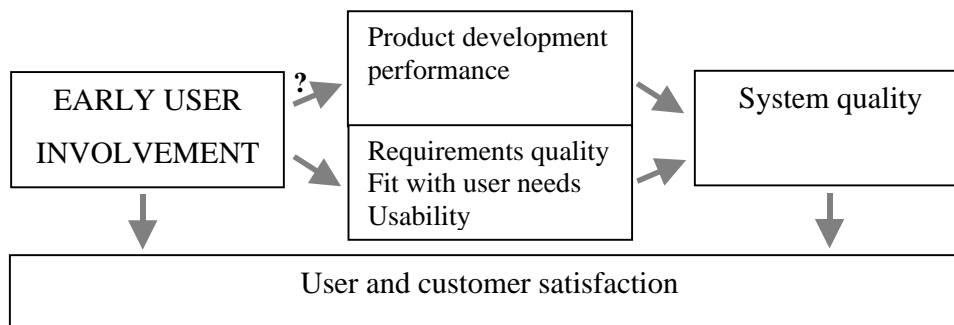 EARLY USER
INVOLVEMENT
?
Product development
performance
Requirements quality
Fit with user needs
Usability
System quality
User and customer satisfaction